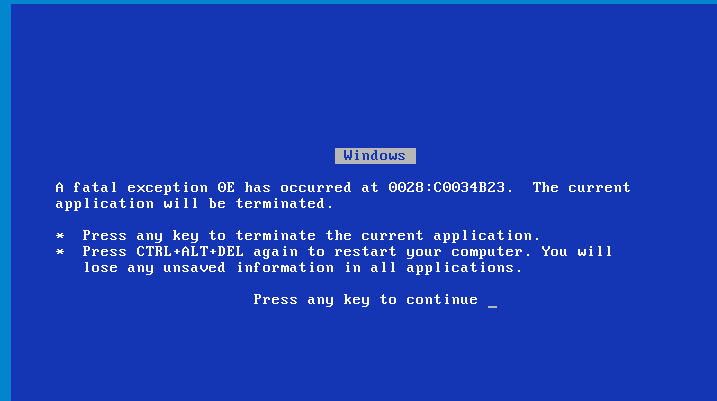 Windows
A fatal exception 0E has occurred at 0028:C0034B23.  The current
application will be terminated.
*  Press any key to terminate the current application.
*  Press CTRL+ALT+DEL again to restart your computer. You will
lose any unsaved information in all applications.
Press any key to continue _